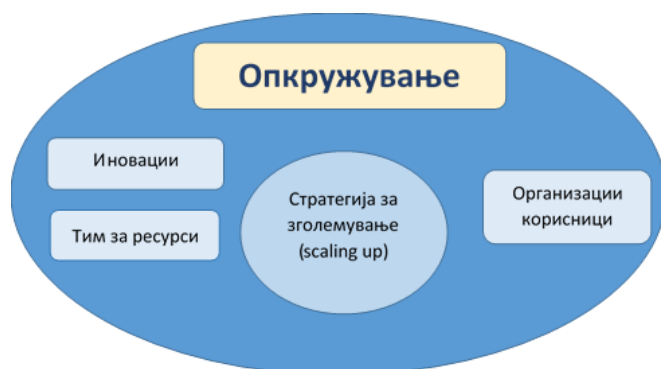 Опкружување
Иновации
Тим за ресурси
Стратегија за
зголемување
(scaling up)
Организации
корисници